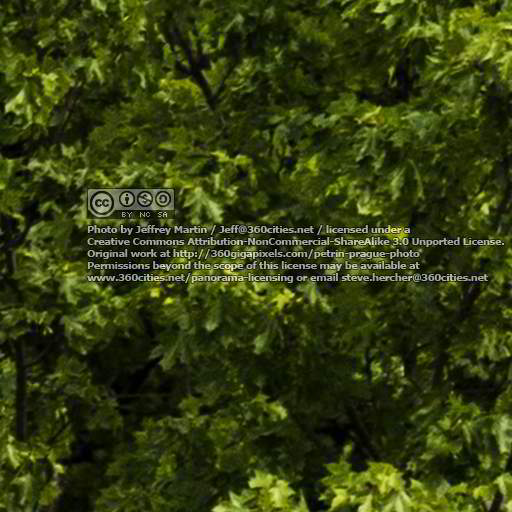 cc BY NC SA
Photo by Jeffrey Martin / Jeff@360cities.net / licensed under a
Creative Commons Attribution-NonCommercial-ShareAlike 3.0 Unported License.
Original work at http://360gigapixels.com/petrin-prague-photo
Permissions beyond the scope of this license may be available at
www.360cities.net/panorama-licensing or email steve.hercher@360cities.net